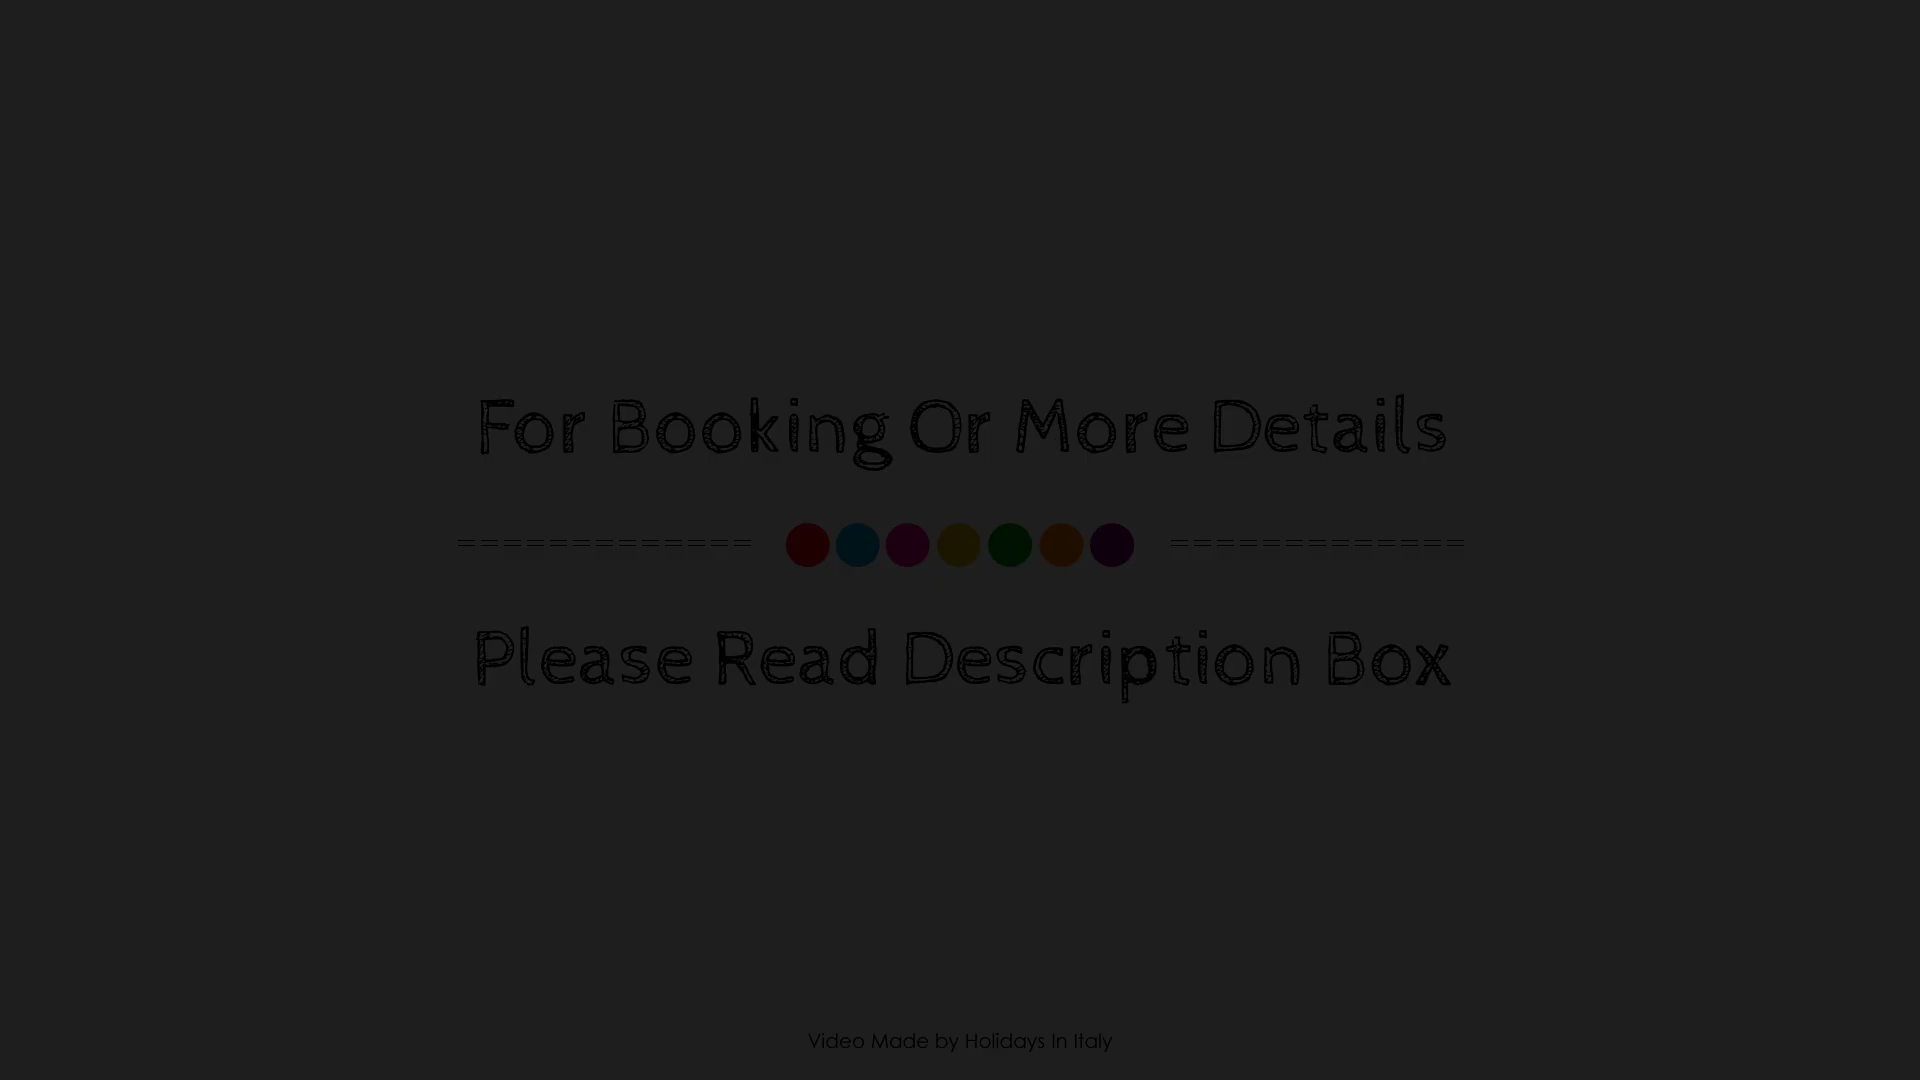 For Booking Or More Details
============= =============
Please Read Description Box
Video Made by Holidays In Italy